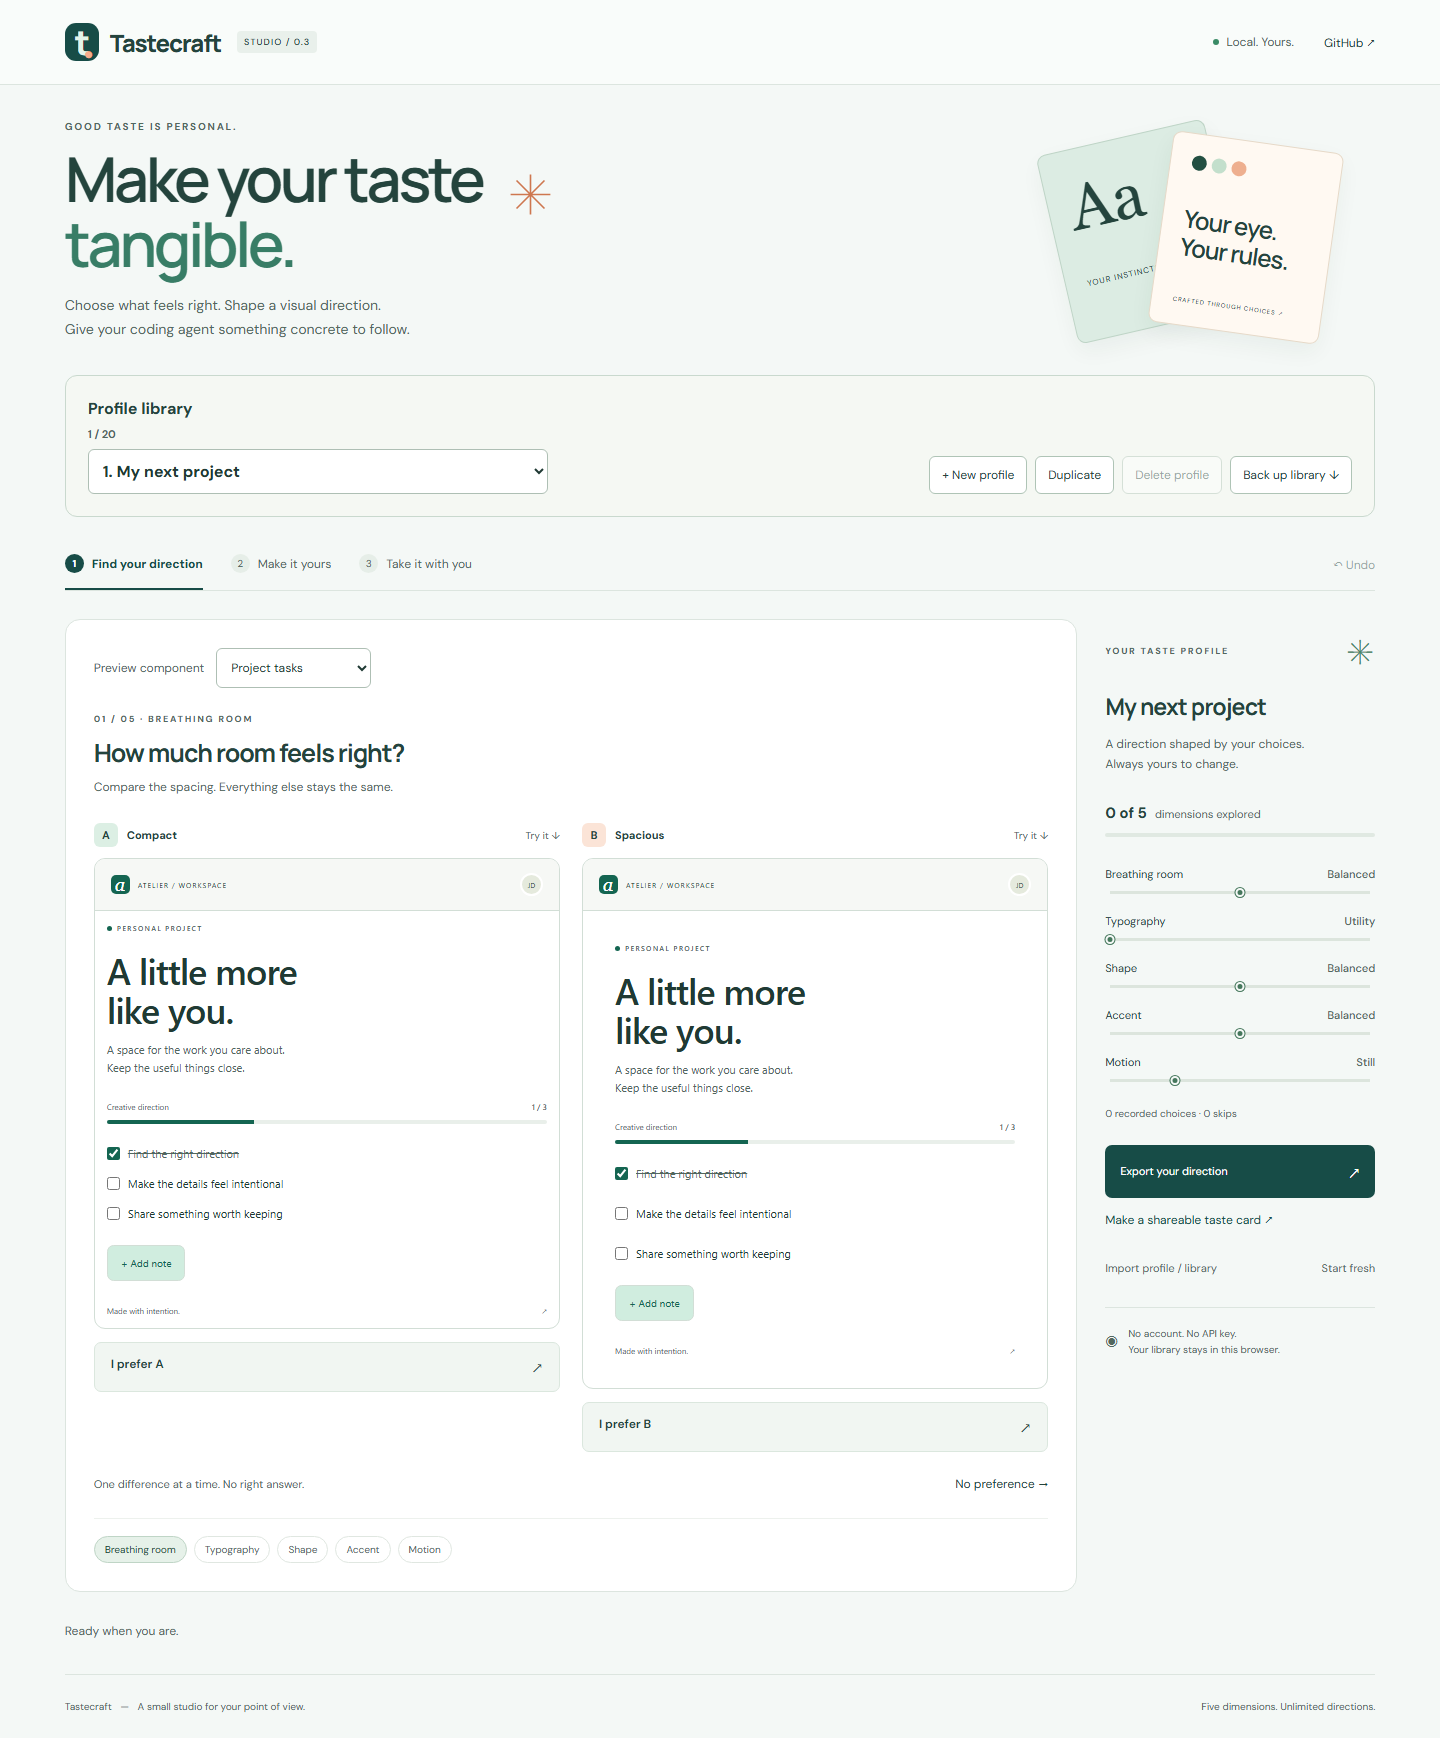 t Tastecraft STUDIO / 0.3
Local. Yours. GitHub ↗
GOOD TASTE IS PERSONAL.
Make your taste
tangible.
Choose what feels right. Shape a visual direction.
Give your coding agent something concrete to follow.
Aa
YOUR INSTINCT
Your eye.
Your rules.
CRAFTED THROUGH CHOICES ↗
Profile library
1 / 20
1. My next project
+ New profile Duplicate Delete profile Back up library ↓
1 Find your direction 2 Make it yours 3 Take it with you
↶ Undo
Preview component Project tasks
01 / 05 · BREATHING ROOM
How much room feels right?
Compare the spacing. Everything else stays the same.
A Compact Try it ↓
a ATELIER / WORKSPACE JD
PERSONAL PROJECT
A little more
like you.
A space for the work you care about.
Keep the useful things close.
Creative direction 1 / 3
Find the right direction
Make the details feel intentional
Share something worth keeping
+ Add note
Made with intention. ↗
I prefer A ↗
B Spacious Try it ↓
a ATELIER / WORKSPACE JD
PERSONAL PROJECT
A little more
like you.
A space for the work you care about.
Keep the useful things close.
Creative direction 1 / 3
Find the right direction
Make the details feel intentional
Share something worth keeping
+ Add note
Made with intention. ↗
I prefer B ↗
One difference at a time. No right answer. No preference →
Breathing room Typography Shape Accent Motion
YOUR TASTE PROFILE
My next project
A direction shaped by your choices.
Always yours to change.
0 of 5 dimensions explored
Breathing room Balanced
Typography Utility
Shape Balanced
Accent Balanced
Motion Still
0 recorded choices · 0 skips
Export your direction ↗
Make a shareable taste card ↗
Import profile / library Start fresh
No account. No API key.
Your library stays in this browser.
Ready when you are.
Tastecraft — A small studio for your point of view.
Five dimensions. Unlimited directions.